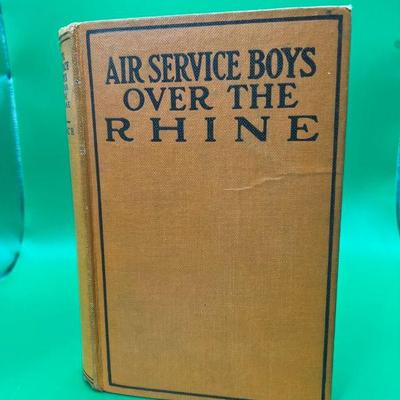 AIR SERVICE BOYS
OVER THE
RHINE